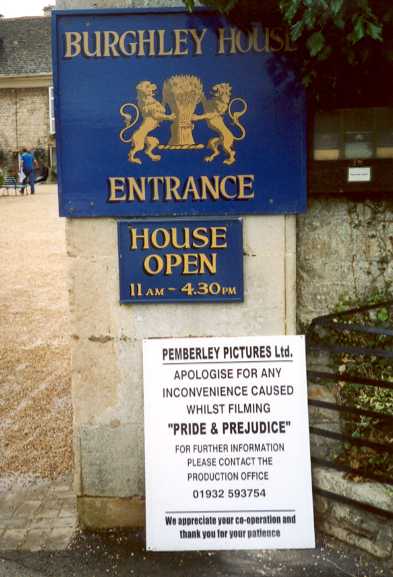 BURGHLEY HOUSE
ENTRANCE
HOUSE
OPEN
11 AM - 4.30 PM
PEMBERLEY PICTURES Ltd.
APOLOGISE FOR ANY
INCONVENIENCE CAUSED
WHILST FILMING
"PRIDE & PREJUDICE"
FOR FURTHER INFORMATION
PLEASE CONTACT THE
PRODUCTION OFFICE
01932 593754
We appreciate your co-operation and
thank you for your patience